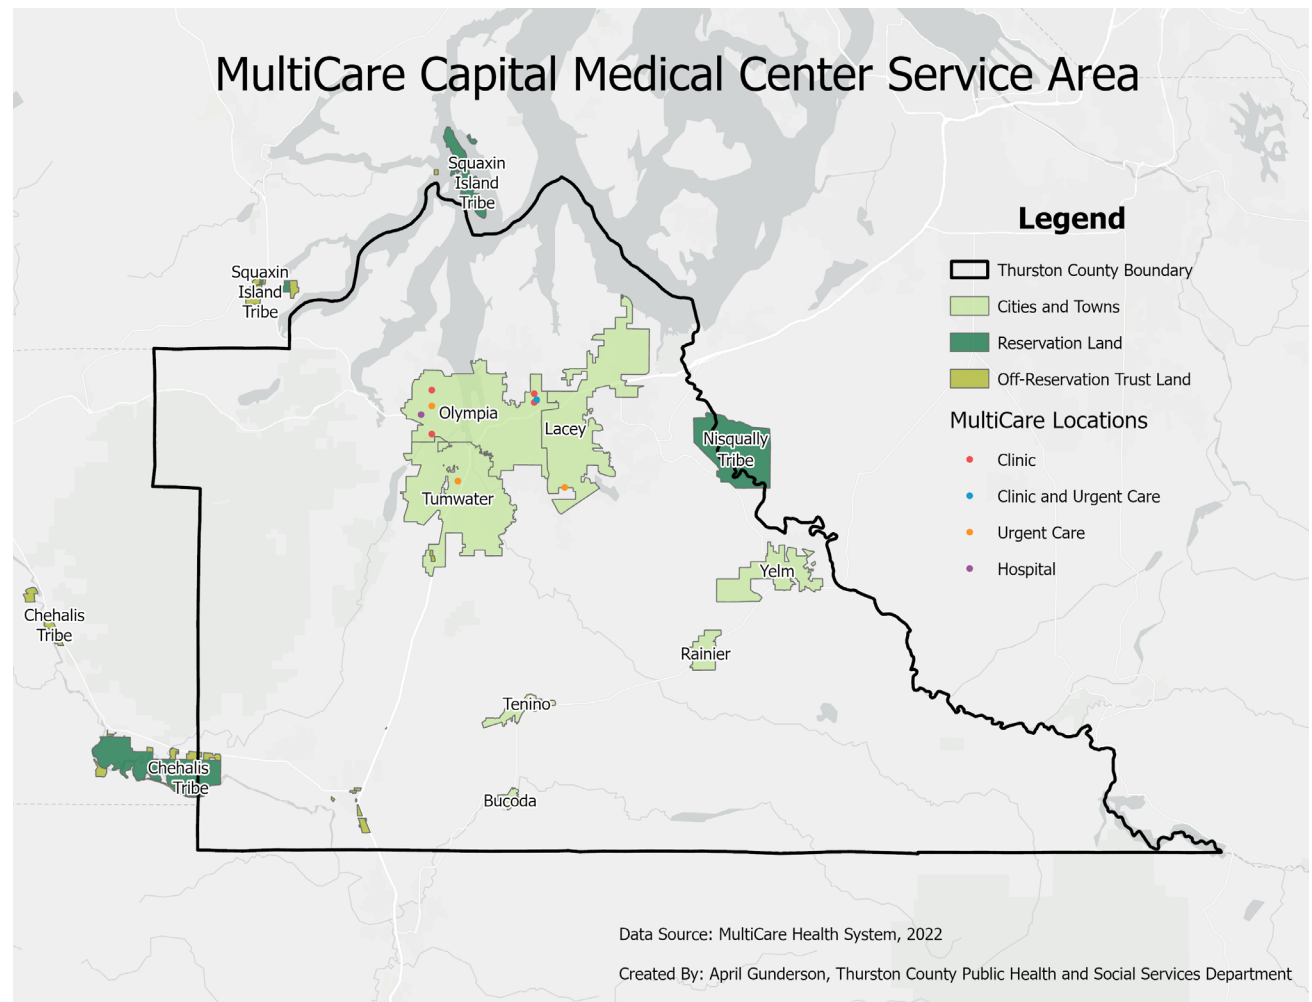 MultiCare Capital Medical Center Service Area
Squaxin
Island
Tribe
Squaxin
Island
Tribe
Legend
Thurston County Boundary
Cities and Towns
Reservation Land
Off-Reservation Trust Land
MultiCare Locations
Clinic
Clinic and Urgent Care
Urgent Care
Hospital
Olympia
Lacey
Nisqually
Tribe
Tumwater
Yelm
Chehalis
Tribe
Rainier
Tenino
Chehalis
Tribe
Bucoda
Data Source: MultiCare Health System, 2022
Created By: April Gunderson, Thurston County Public Health and Social Services Department